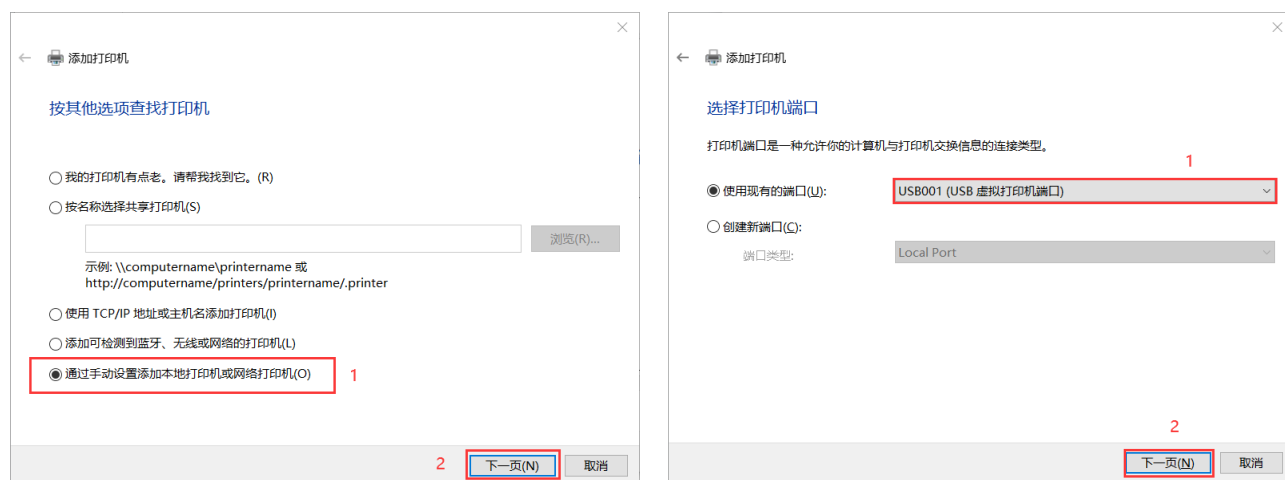 添加打印机
按其他选项查找打印机
我的打印机有点老。请帮我找到它。(R)
按名称选择共享打印机(S)
浏览(R)...
示例: \\computername\printername 或
http://computername/printers/printername/.printer
使用 TCP/IP 地址或主机名添加打印机(I)
添加可检测到蓝牙、无线或网络的打印机(L)
通过手动设置添加本地打印机或网络打印机(O)
1
2
下一页(N)
取消
添加打印机
选择打印机端口
打印机端口是一种允许你的计算机与打印机交换信息的连接类型。
1
使用现有的端口(U):
USB001 (USB 虚拟打印机端口)
创建新端口(C):
端口类型:
Local Port
2
下一页(N)
取消